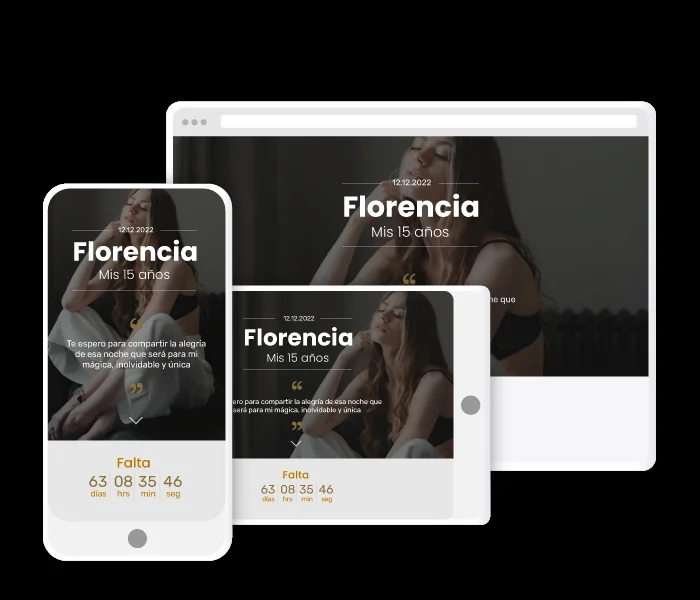 12.12.2022
Florencia
Mis 15 años
“
he que
12.12.2022
Florencia
Mis 15 años
“
Te espero para compartir la alegría
de esa noche que será para mi
mágica, inolvidable y única
”
Falta
63 08 35 46
días hrs min seg
12.12.2022
Florencia
Mis 15 años
“
ero para compartir la alegría de esa noche que
será para mi mágica, inolvidable y única
”
Falta
63 08 35 46
días hrs min seg